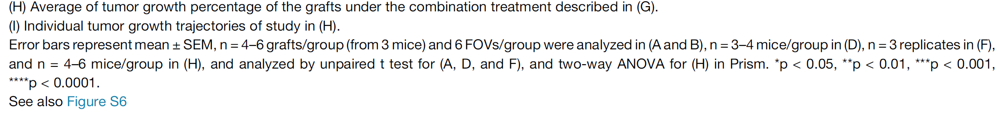 (H) Average of tumor growth percentage of the grafts under the combination treatment described in (G).
(I) Individual tumor growth trajectories of study in (H).
Error bars represent mean ± SEM, n = 4–6 grafts/group (from 3 mice) and 6 FOVs/group were analyzed in (A and B), n = 3–4 mice/group in (D), n = 3 replicates in (F),
and n = 4–6 mice/group in (H), and analyzed by unpaired t test for (A, D, and F), and two-way ANOVA for (H) in Prism. *p < 0.05, **p < 0.01, ***p < 0.001,
****p < 0.0001.
See also Figure S6